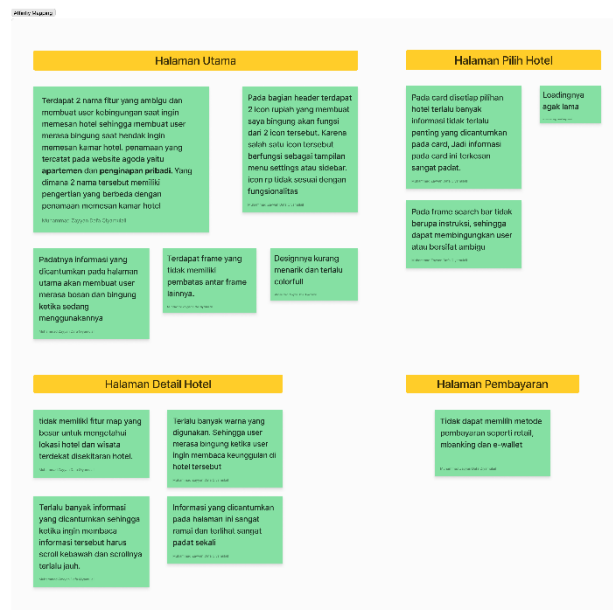 Affinity Mapping
Halaman Utama
Terdapat 2 nama fitur yang ambigu dan
membuat user kebingungan saat ingin
memesan hotel sehingga membuat user
merasa bingung saat hendak ingin
memesan kamar hotel. penamaan yang
tercatat pada website agoda yaitu
apartemen dan penginapan pribadi. Yang
dimana 2 nama tersebut memiliki
pengertian yang berbeda dengan
penamaan memesan kamar hotel
Pada bagian header terdapat
2 icon rupiah yang membuat
saya bingung akan fungsi
dari 2 icon tersebut. Karena
salah satu icon tersebut
berfungsi sebagai tampilan
menu settings atau sidebar.
icon rp tidak sesuai dengan
fungsionalitas
Padatnya informasi yang
dicantumkan pada halaman
utama akan membuat user
merasa bosan dan bingung
ketika sedang
menggunakannya
Terdapat frame yang
tidak memiliki
pembatas antar frame
lainnya.
Designnya kurang
menarik dan terlalu
colorfull
Halaman Pilih Hotel
Pada card disetiap pilihan
hotel terlalu banyak
informasi tidak terlalu
penting yang dicantumkan
pada card, Jadi informasi
pada card ini terkesan
sangat padat.
Loadingnya
agak lama
Pada frame search bar tidak
berupa instruksi, sehingga
dapat membingungkan user
atau bersifat ambigu
Halaman Detail Hotel
tidak memiliki fitur map yang
besar untuk mengetahui
lokasi hotel dan wisata
terdekat disekitaran hotel.
Terlalu banyak warna yang
digunakan. Sehingga user
merasa bingung ketika user
ingin membaca keunggulan di
hotel tersebut
Terlalu banyak informasi
yang dicantumkan sehingga
ketika ingin membaca
informasi tersebut harus
scroll kebawah dan scrollnya
terlalu jauh.
Informasi yang dicantumkan
pada halaman ini sangat
ramai dan terlihat sangat
padat sekali
Halaman Pembayaran
Tidak dapat memilih metode
pembayaran seperti retail,
mbanking dan e-wallet